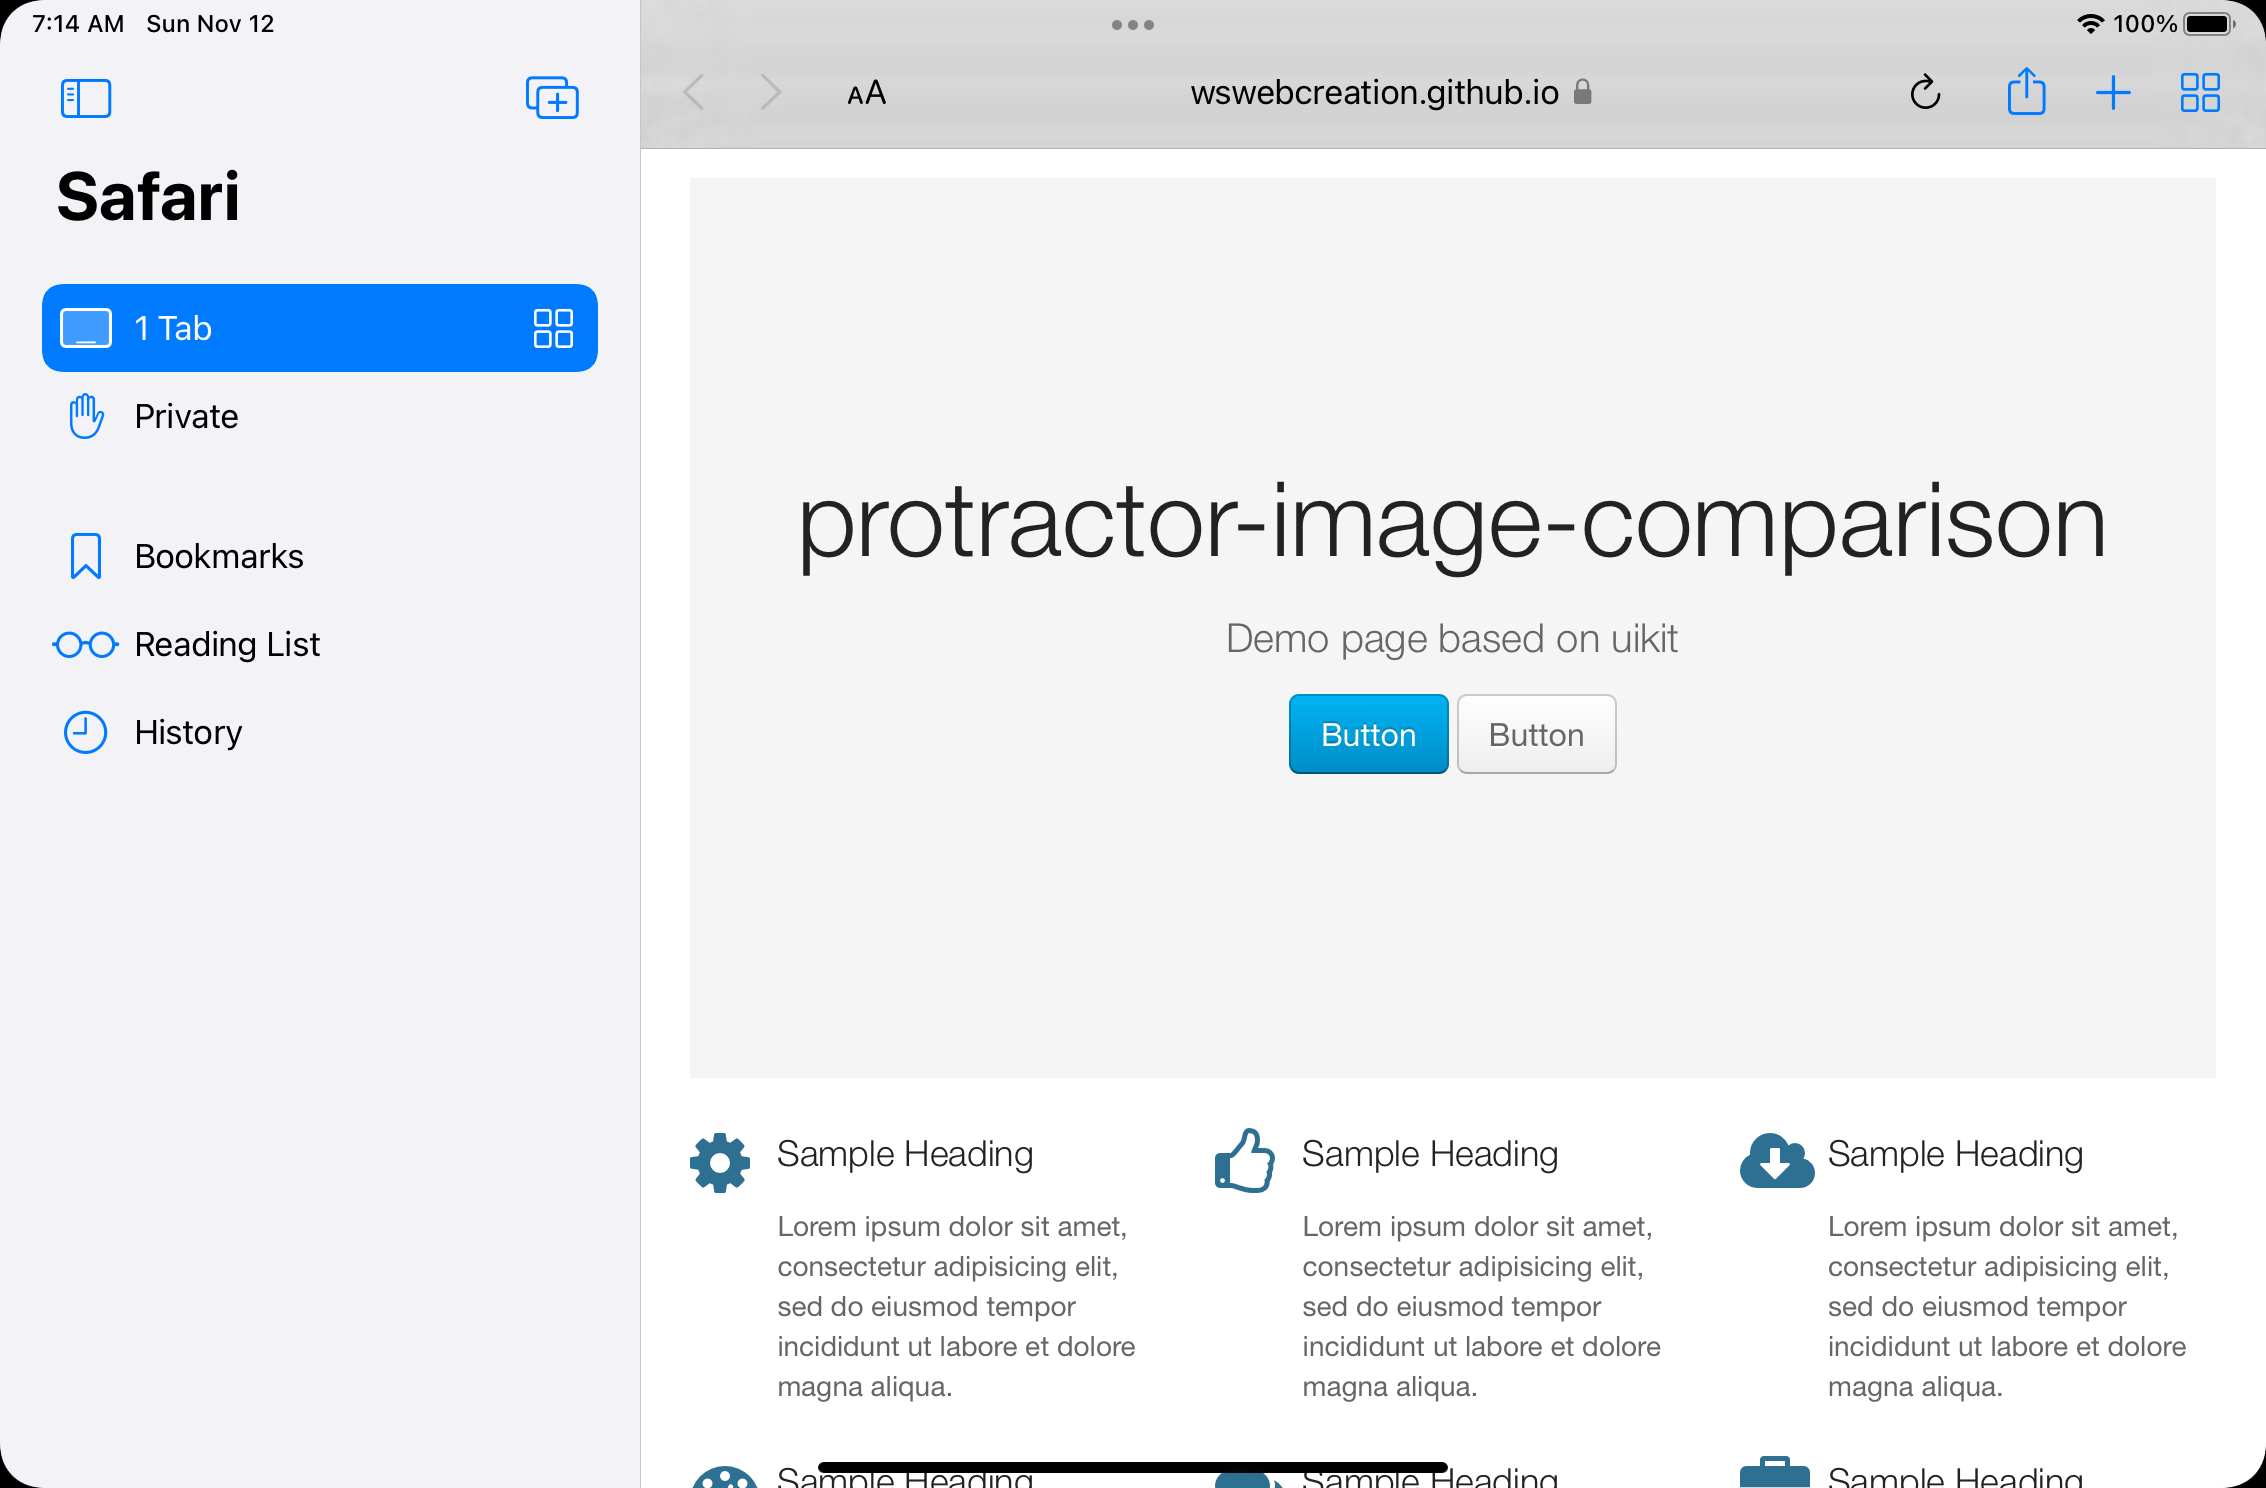 7:14 AM Sun Nov 12
100%
Safari
1 Tab
Private
Bookmarks
Reading List
History
AA
wswebcreation.github.io
protractor-image-comparison
Demo page based on uikit
Button Button
Sample Heading
Lorem ipsum dolor sit amet,
consectetur adipisicing elit,
sed do eiusmod tempor
incididunt ut labore et dolore
magna aliqua.
Sample Heading
Lorem ipsum dolor sit amet,
consectetur adipisicing elit,
sed do eiusmod tempor
incididunt ut labore et dolore
magna aliqua.
Sample Heading
Lorem ipsum dolor sit amet,
consectetur adipisicing elit,
sed do eiusmod tempor
incididunt ut labore et dolore
magna aliqua.
Sample Heading
Sample Heading
Sample Heading